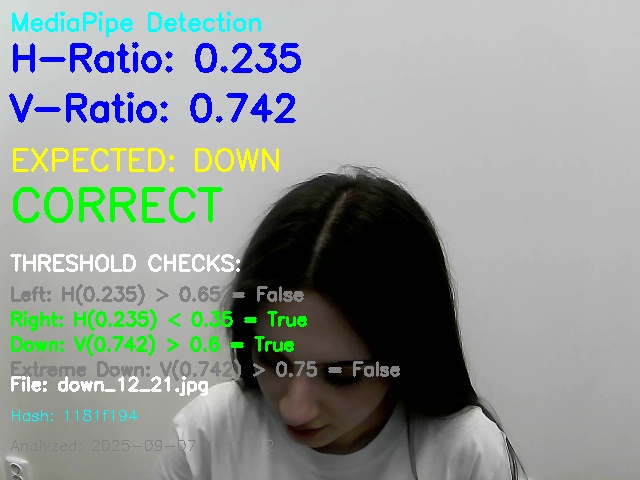 MediaPipe Detection
H-Ratio: 0.235
V-Ratio: 0.742
EXPECTED: DOWN
CORRECT
THRESHOLD CHECKS:
Left: H(0.235) > 0.65 = False
Right: H(0.235) < 0.35 = True
Down: V(0.742) > 0.6 = True
Extreme Down: V(0.742) > 0.75 = False
File: down_12_21.jpg
Hash: 1181f194
Analyzed: 2025-09-07